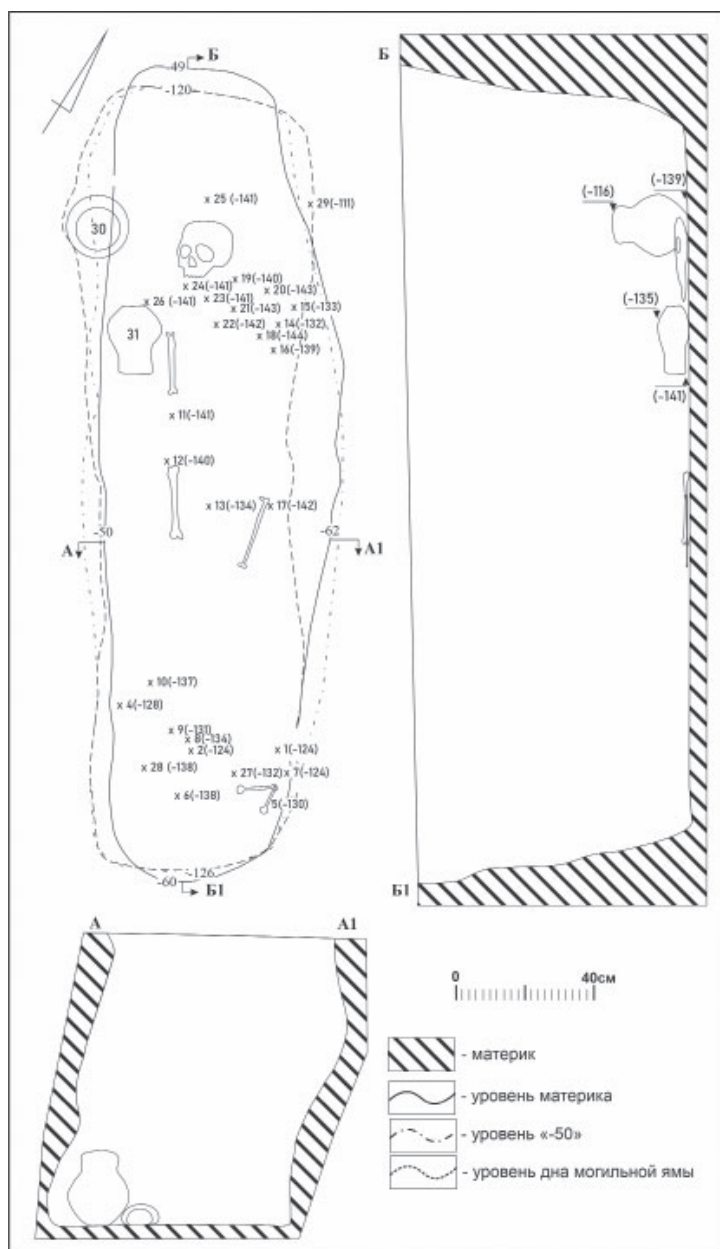 Б
-49
-120
x 25 (-141)
x 29(-111)
30
x 19(-140)
x 24(-141)
x 20(-143)
x 26 (-141)
x 23(-141)
x 21(-143)
x 15(-133)
31
x 22(-142)
x 14(-132)
x 18(-144)
x 16(-139)
x 11(-141)
x 12(-140)
x 13(-134)
x 17(-142)
-50
-62
А
А1
x 10(-137)
x 4(-128)
x 9(-131)
x 8(-134)
x 2(-124)
x 1(-124)
x 28 (-138)
x 27(-132)
x 7(-124)
x 6(-138)
5(-130)
-126
-60
Б1
Б
(-116)
(-139)
(-135)
(-141)
Б1
А
А1
0
40см
- материк
- уровень материка
- уровень «-50»
- уровень дна могильной ямы